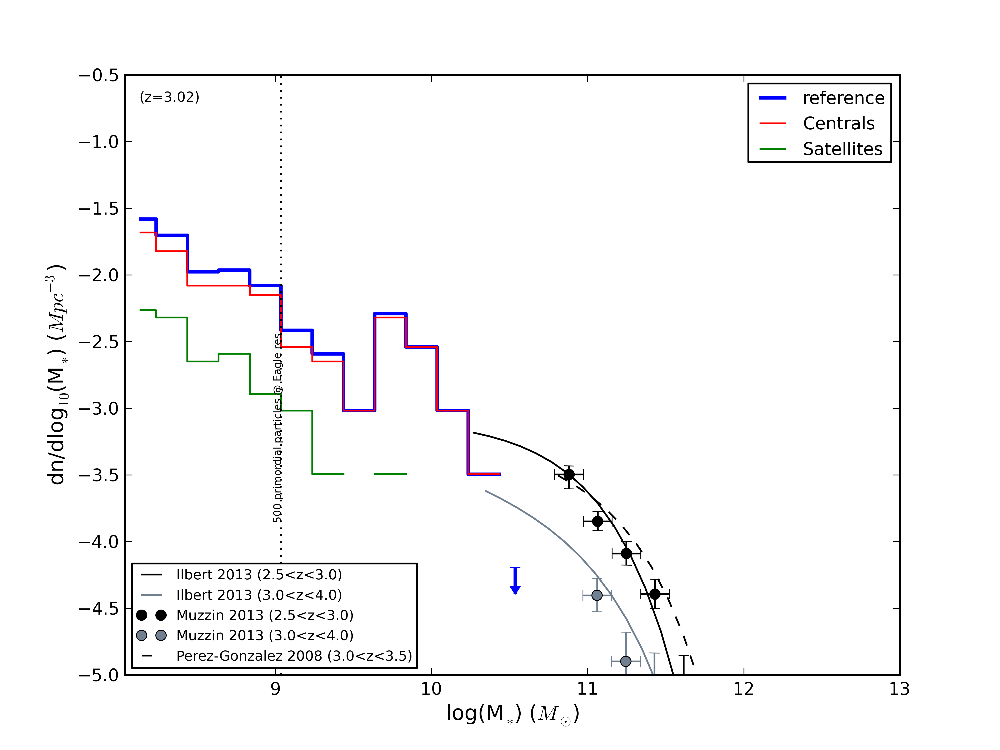 (z=3.02)
reference
Centrals
Satellites
−0.5
−1.0
−1.5
−2.0
−2.5
−3.0
−3.5
−4.0
−4.5
−5.0
dn/dlog₁₀(M_*) (Mpc⁻³)
500 primordial particles @ Eagle res.
Ilbert 2013 (2.5<z<3.0)
Ilbert 2013 (3.0<z<4.0)
Muzzin 2013 (2.5<z<3.0)
Muzzin 2013 (3.0<z<4.0)
Perez-Gonzalez 2008 (3.0<z<3.5)
9 10 11 12 13
log(M_*) (M_⊙)